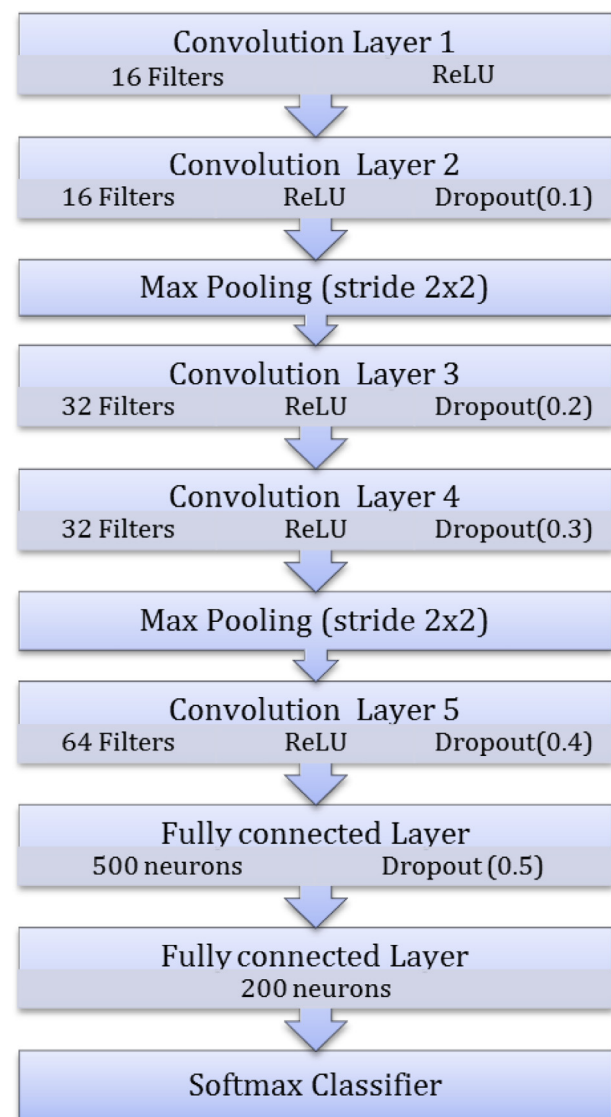 Convolution Layer 1
16 Filters ReLU
Convolution Layer 2
16 Filters ReLU Dropout(0.1)
Max Pooling (stride 2x2)
Convolution Layer 3
32 Filters ReLU Dropout(0.2)
Convolution Layer 4
32 Filters ReLU Dropout(0.3)
Max Pooling (stride 2x2)
Convolution Layer 5
64 Filters ReLU Dropout(0.4)
Fully connected Layer
500 neurons Dropout (0.5)
Fully connected Layer
200 neurons
Softmax Classifier